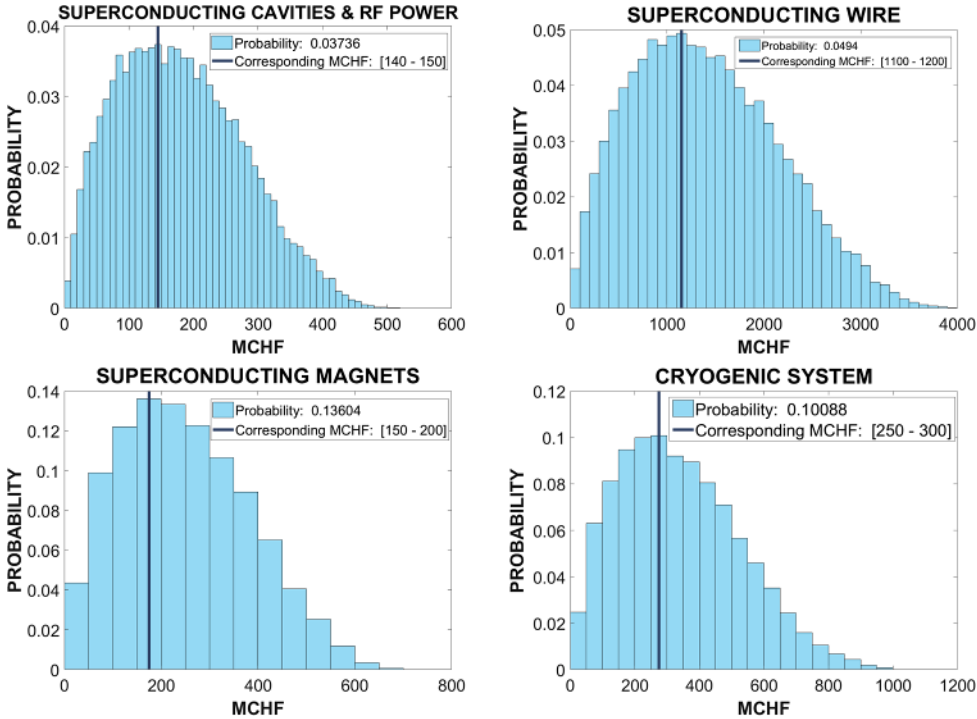 SUPERCONDUCTING CAVITIES & RF POWER
0.04
0.03
0.02
0.01
0
PROBABILITY
Probability: 0.03736
Corresponding MCHF: [140 - 150]
0 100 200 300 400 500 600
MCHF
SUPERCONDUCTING WIRE
0.05
0.04
0.03
0.02
0.01
0
PROBABILITY
Probability: 0.0494
Corresponding MCHF: [1100 - 1200]
0 1000 2000 3000 4000
MCHF
SUPERCONDUCTING MAGNETS
0.14
0.12
0.1
0.08
0.06
0.04
0.02
0
PROBABILITY
Probability: 0.13604
Corresponding MCHF: [150 - 200]
0 200 400 600 800
MCHF
CRYOGENIC SYSTEM
0.12
0.1
0.08
0.06
0.04
0.02
0
PROBABILITY
Probability: 0.10088
Corresponding MCHF: [250 - 300]
0 200 400 600 800 1000 1200
MCHF